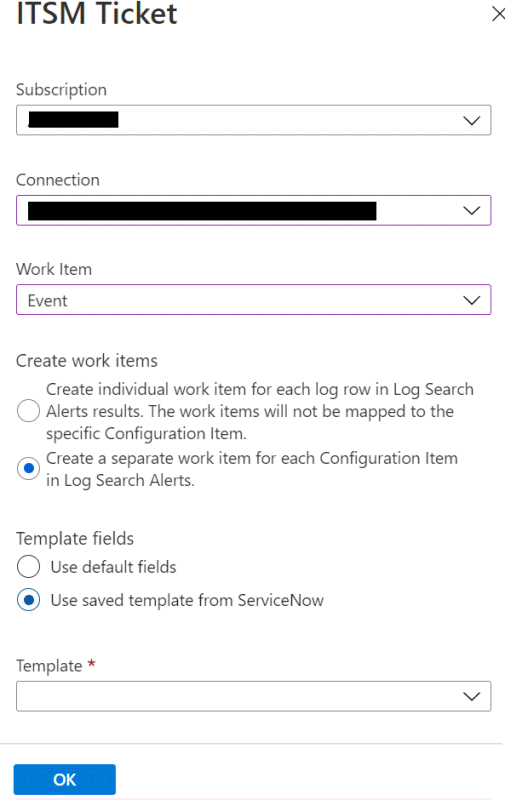 ITSM Ticket
Subscription
Connection
Work Item
Event
Create work items
Create individual work item for each log row in Log Search
Alerts results. The work items will not be mapped to the
specific Configuration Item.
Create a separate work item for each Configuration Item
in Log Search Alerts.
Template fields
Use default fields
Use saved template from ServiceNow
Template *
OK